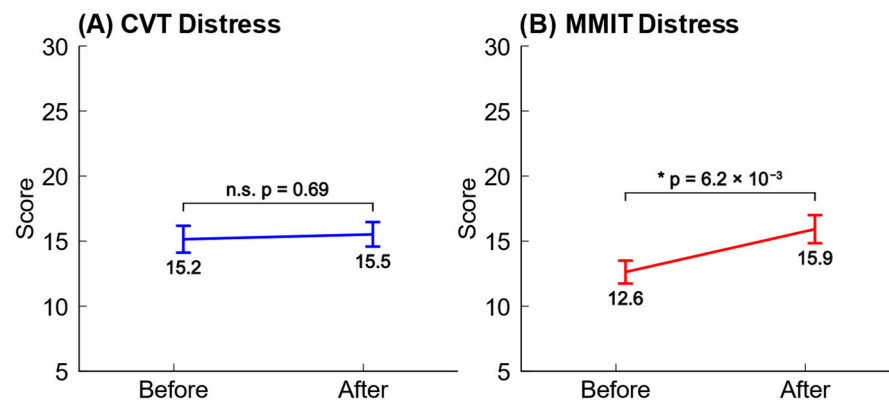 (A) CVT Distress
30
25
20
15
10
5
Score
n.s. p = 0.69
15.2
15.5
Before
After
(B) MMIT Distress
30
25
20
15
10
5
Score
* p = 6.2 × 10⁻³
12.6
15.9
Before
After